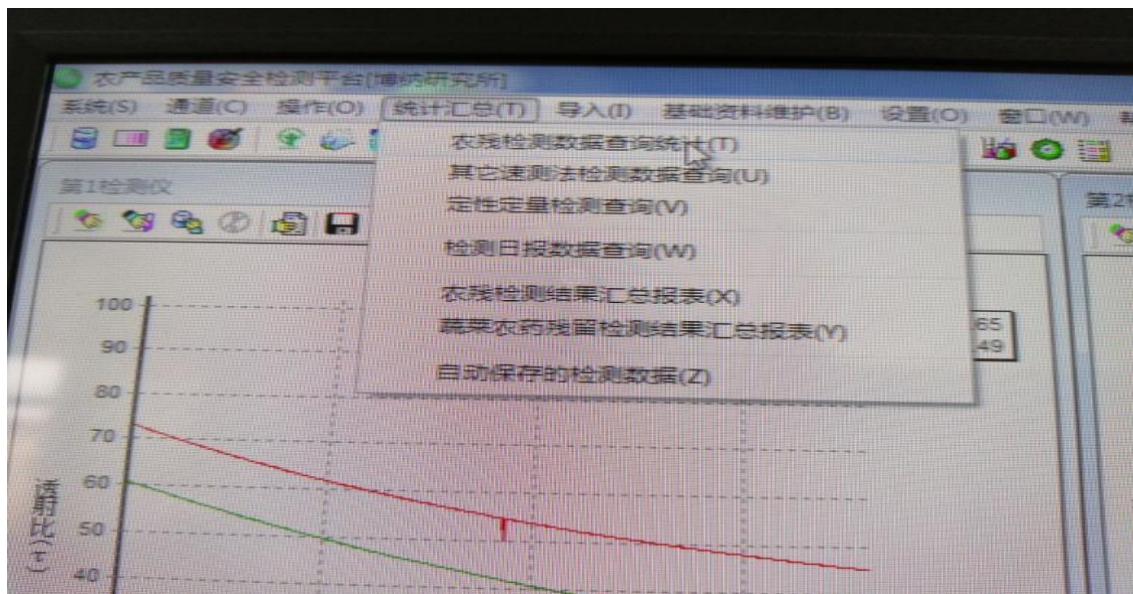 农产品质量安全检测平台[博纳研究所]
系统(S) 通道(C) 操作(O) 统计汇总(T) 导入(I) 基础资料维护(B) 设置(O) 窗口(W)
农残检测数据查询统计(T)
其它速测法检测数据查询(U)
第1检测仪
第2
定性定量检测查询(V)
检测日报数据查询(W)
农残检测结果汇总报表(X)
蔬菜农药残留检测结果汇总报表(Y)
自动保存的检测数据(Z)
65
49
100
90
80
70
60
50
40
透射比(τ)